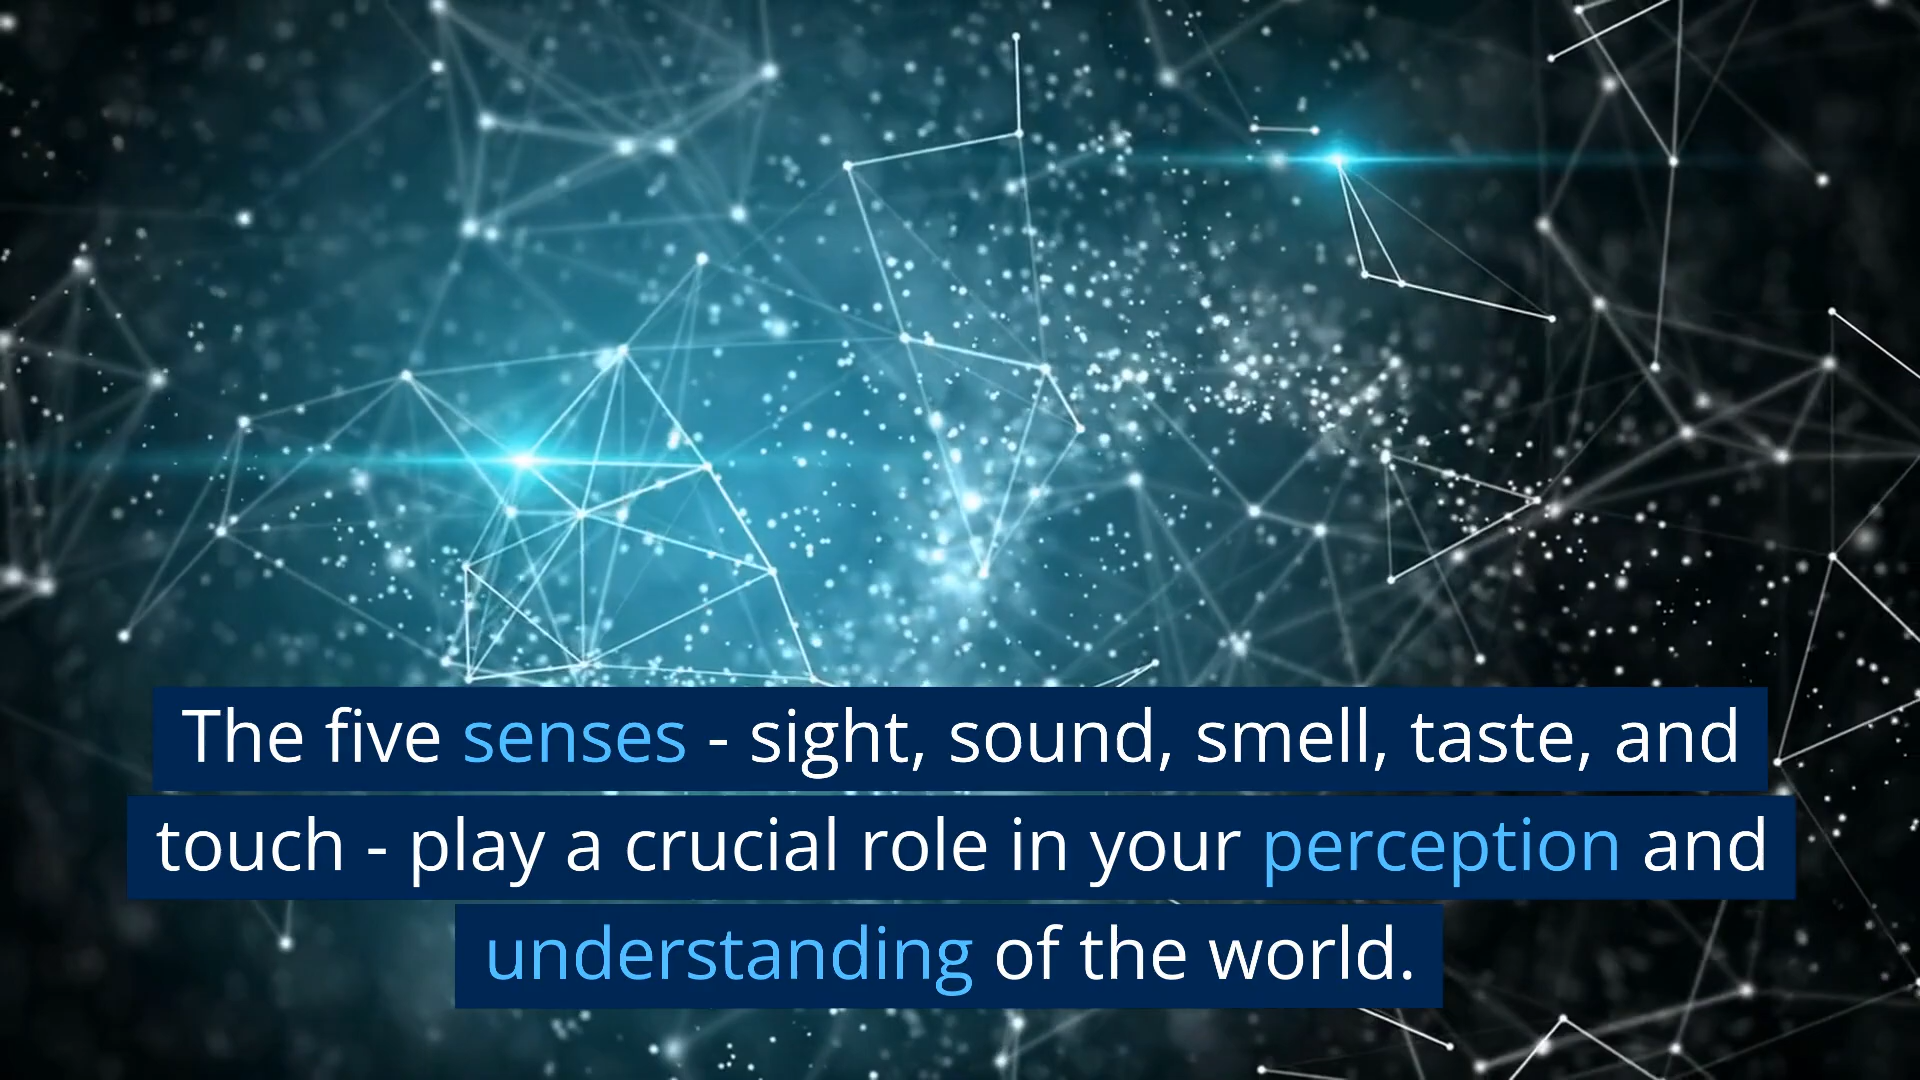 The five senses - sight, sound, smell, taste, and
touch - play a crucial role in your perception and
understanding of the world.